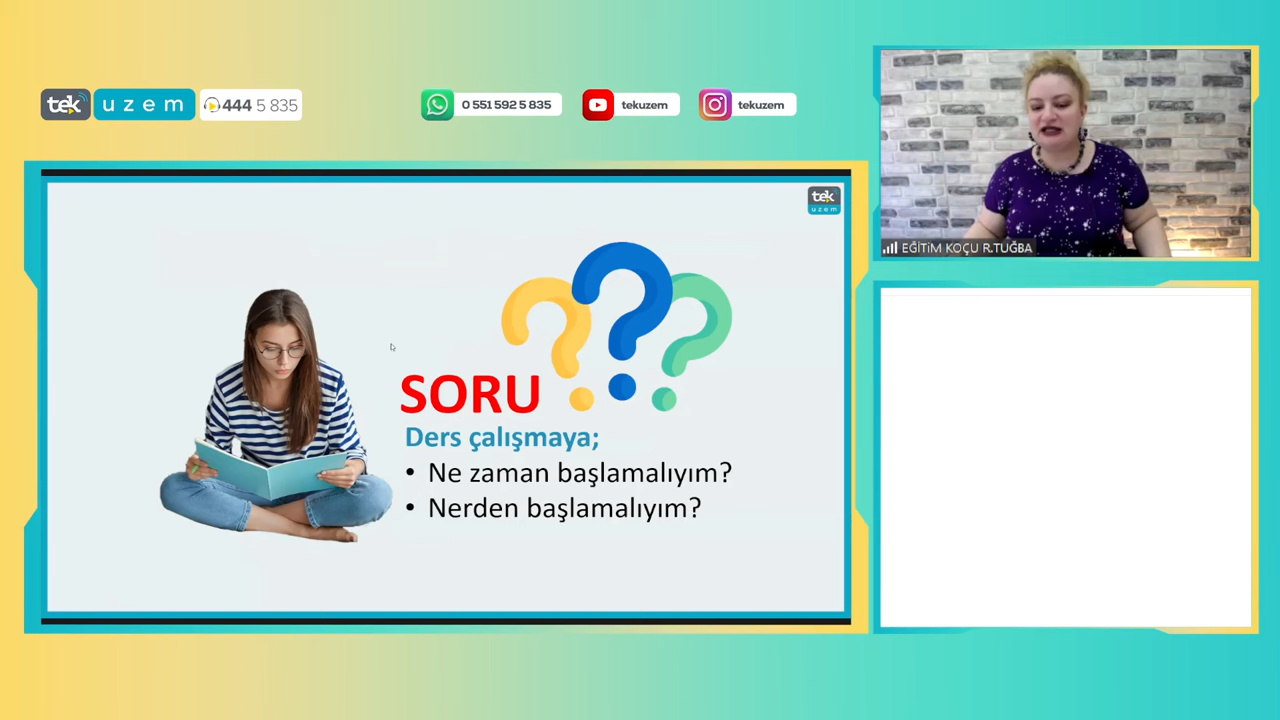 tek
uzem
444 5 835
0 551 592 5 835
tekuzem
tekuzem
EĞİTİM KOÇU R.TUĞBA
tek
uzem
SORU
Ders çalışmaya;
• Ne zaman başlamalıyım?
• Nerden başlamalıyım?